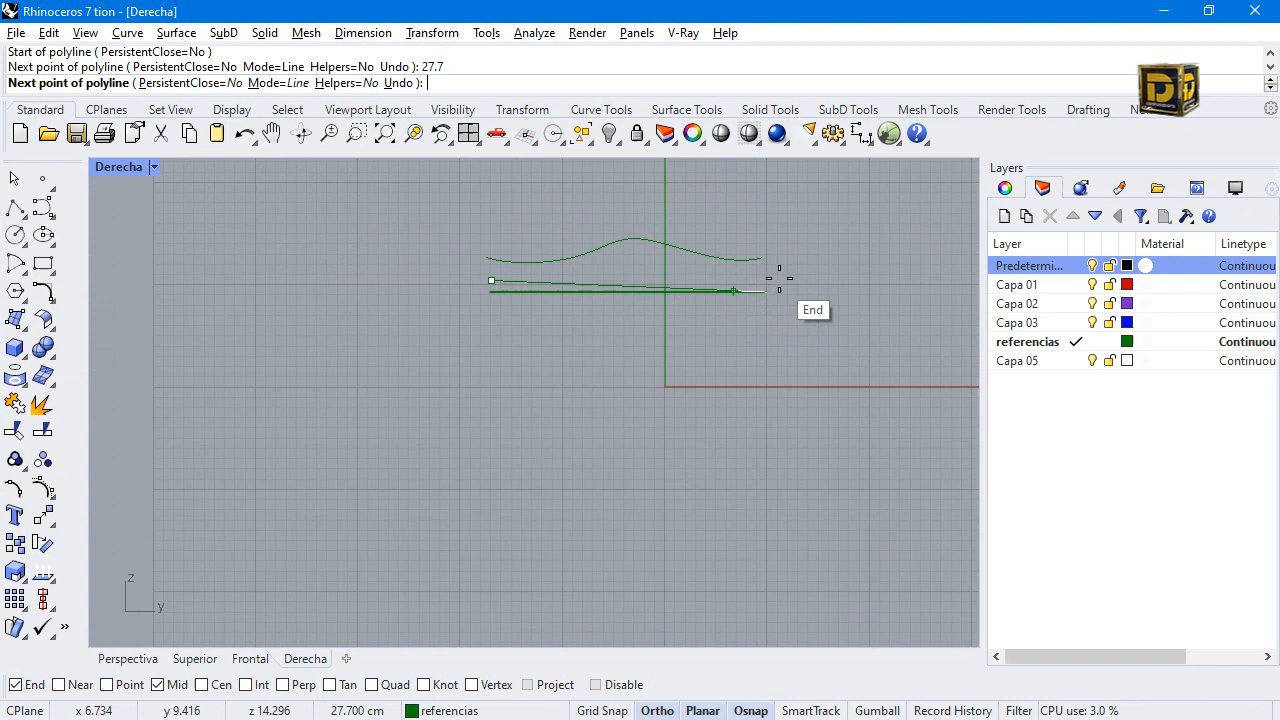 Rhinoceros 7 tion - [Derecha]
File Edit View Curve Surface SubD Solid Mesh Dimension Transform Tools Analyze Render Panels V-Ray Help
Start of polyline ( PersistentClose=No )
Next point of polyline ( PersistentClose=No Mode=Line Helpers=No Undo ): 27.7
Next point of polyline ( PersistentClose=No Mode=Line Helpers=No Undo ):
Standard CPlanes Set View Display Select Viewport Layout Visibility Transform Curve Tools Surface Tools Solid Tools SubD Tools Mesh Tools Render Tools Drafting
Derecha
Layers
Layer Material Linetype
Predetermi... Continuou
Capa 01 Continuou
Capa 02 Continuou
Capa 03 Continuou
referencias Continuou
Capa 05 Continuou
End
z
y
Perspectiva Superior Frontal Derecha
End Near Point Mid Cen Int Perp Tan Quad Knot Vertex Project Disable
CPlane x 6.734 y 9.416 z 14.296 27.700 cm referencias Grid Snap Ortho Planar Osnap SmartTrack Gumball Record History Filter CPU use: 3.0 %